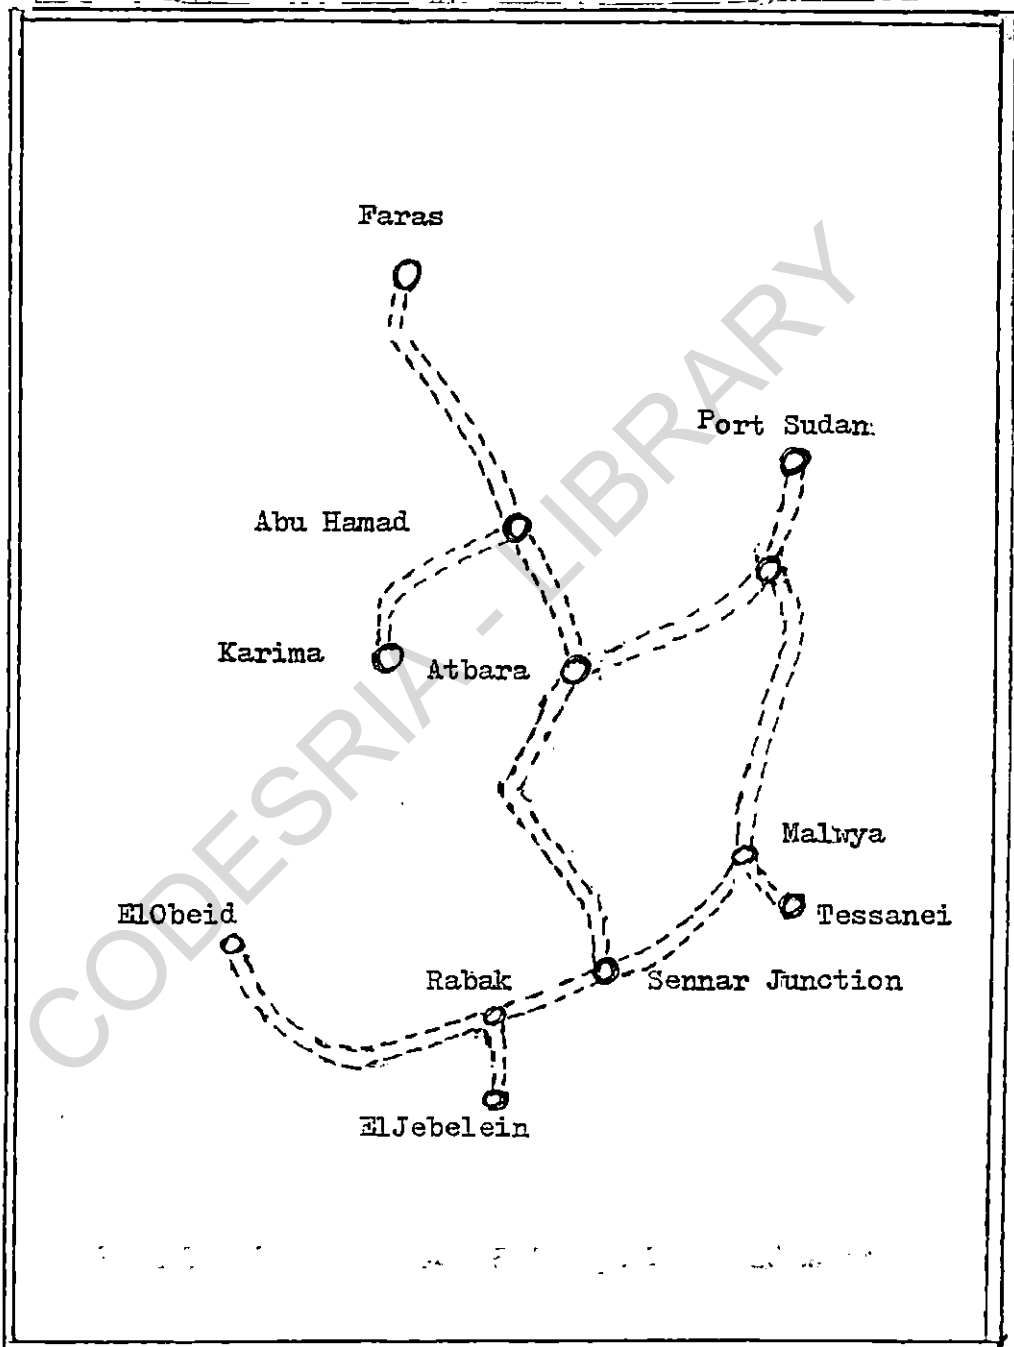 Faras
Port Sudan
Abu Hamad
Karima
Atbara
Malwya
ElObeid
Tessanei
Rabak
Sennar Junction
ElJebelein
CODESRIA - LIBRARY